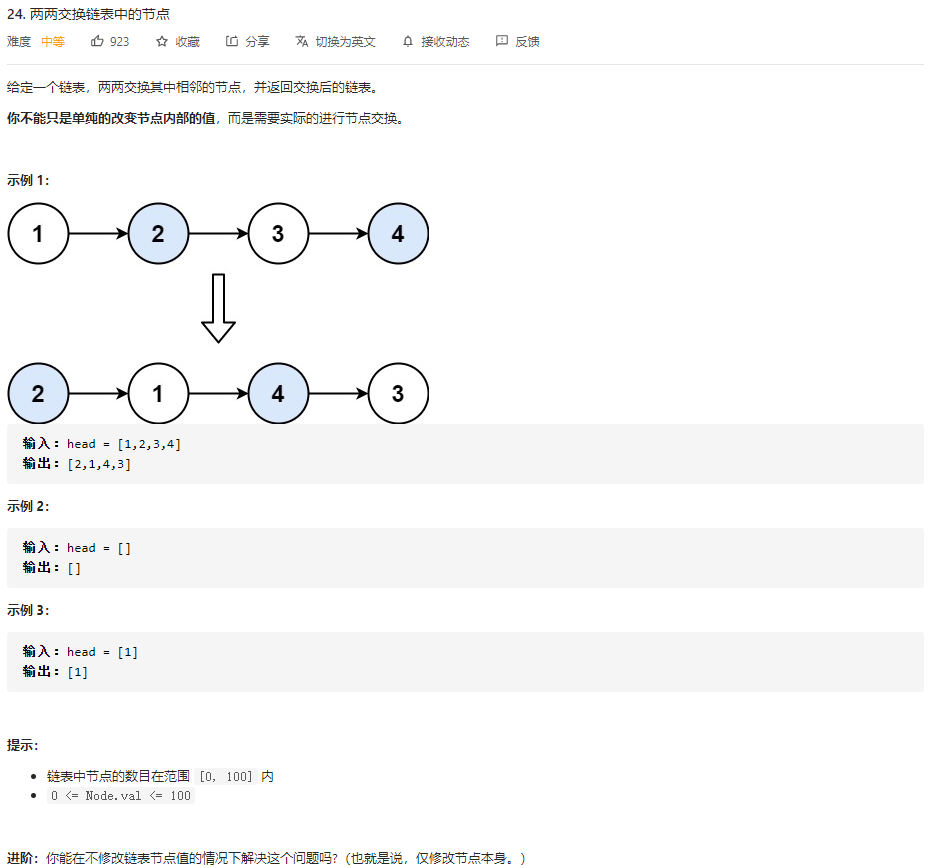 24. 两两交换链表中的节点
难度 中等 923 收藏 分享 切换为英文 接收动态 反馈
给定一个链表，两两交换其中相邻的节点，并返回交换后的链表。
你不能只是单纯的改变节点内部的值，而是需要实际的进行节点交换。
示例 1：
1 2 3 4
2 1 4 3
输入：head = [1,2,3,4]
输出：[2,1,4,3]
示例 2：
输入：head = []
输出：[]
示例 3：
输入：head = [1]
输出：[1]
提示：
链表中节点的数目在范围 [0, 100] 内
0 <= Node.val <= 100
进阶：你能在不修改链表节点值的情况下解决这个问题吗?（也就是说，仅修改节点本身。）